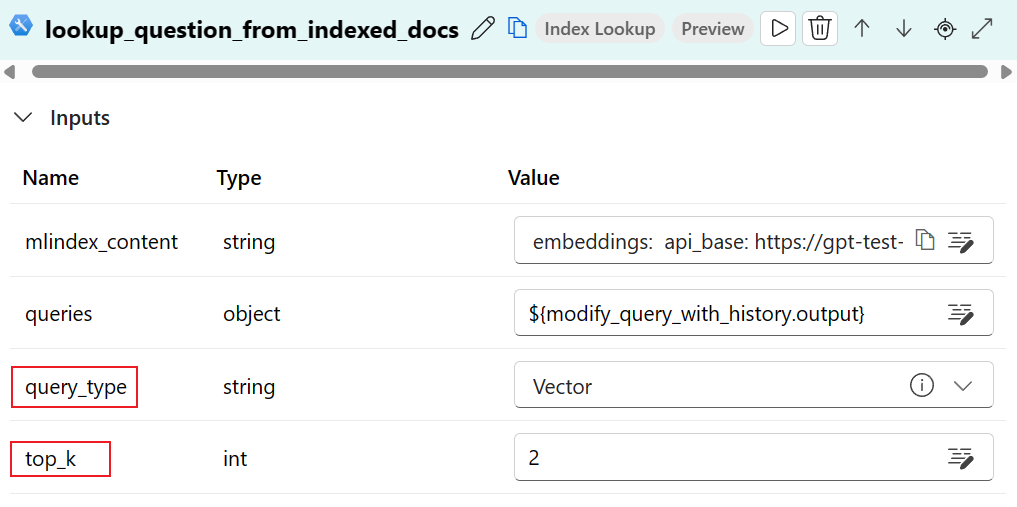 lookup_question_from_indexed_docs Index Lookup Preview
Inputs
Name Type Value
mlindex_content string embeddings: api_base: https://gpt-test-
queries object ${modify_query_with_history.output}
query_type string Vector
top_k int 2